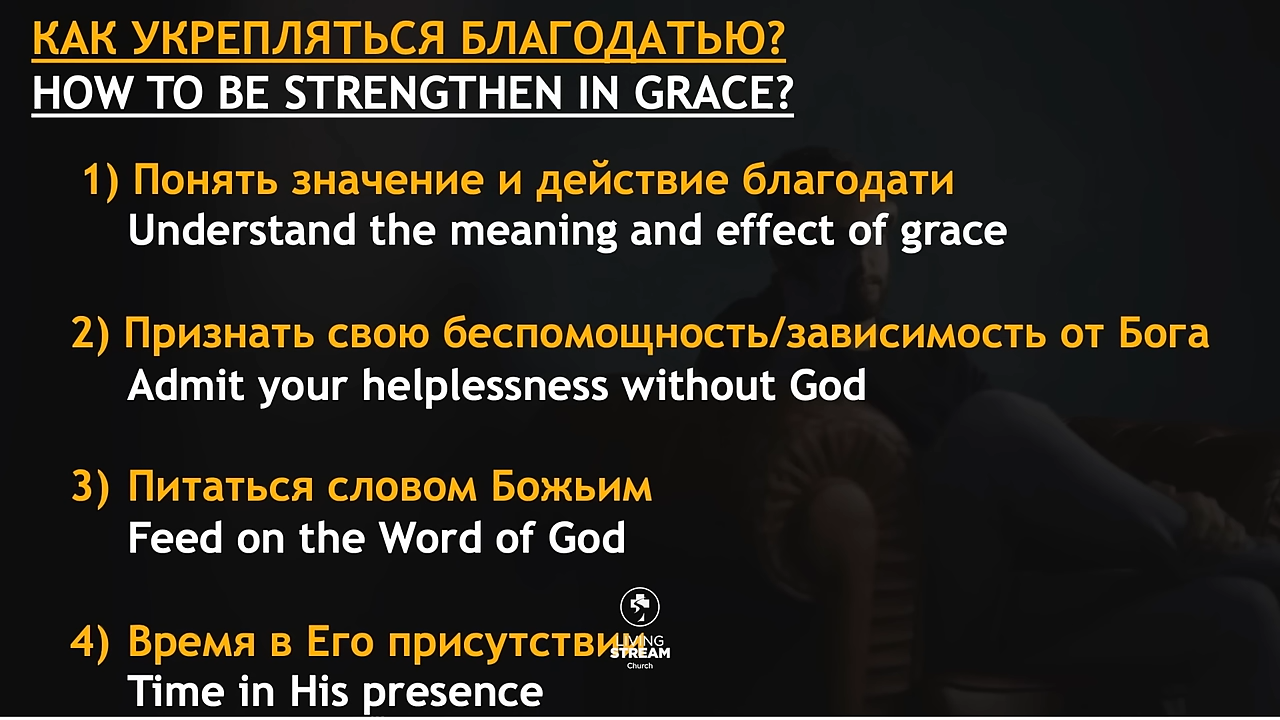 КАК УКРЕПЛЯТЬСЯ БЛАГОДАТЬЮ?
HOW TO BE STRENGTHEN IN GRACE?
1) Понять значение и действие благодати
Understand the meaning and effect of grace
2) Признать свою беспомощность/зависимость от Бога
Admit your helplessness without God
3) Питаться словом Божьим
Feed on the Word of God
4) Время в Его присутствии
Time in His presence
LIVING
STREAM
Church